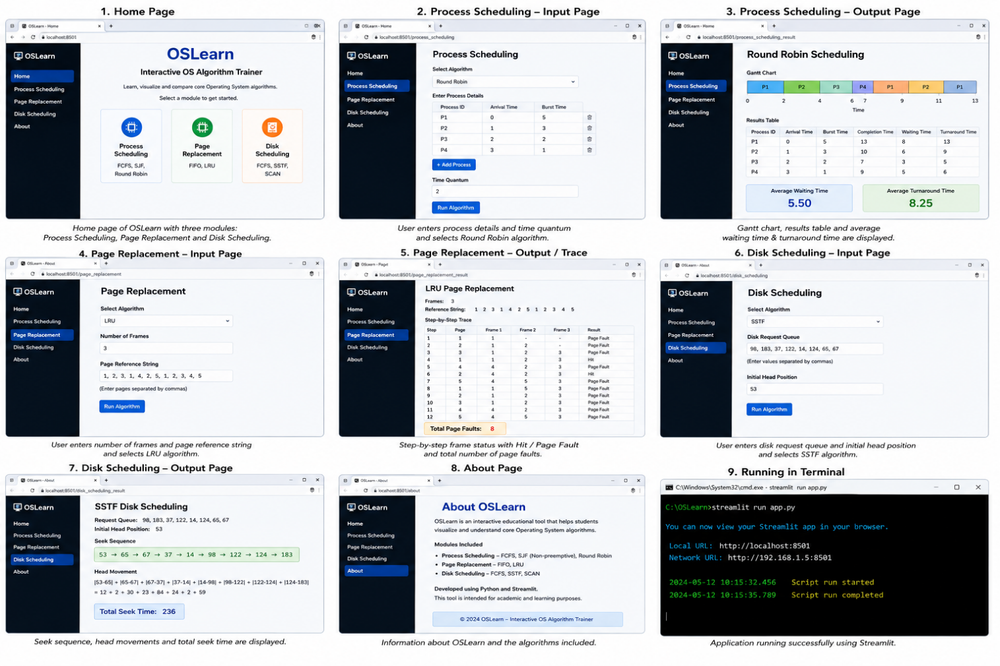 1. Home Page
OSLearn - Home
localhost:8501
OSLearn
Home
Process Scheduling
Page Replacement
Disk Scheduling
About
OSLearn
Interactive OS Algorithm Trainer
Learn, visualize and compare core Operating System algorithms.
Select a module to get started.
Process
Scheduling
FCFS, SJF,
Round Robin
Page
Replacement
FIFO, LRU
Disk
Scheduling
FCFS, SSTF,
SCAN
Home page of OSLearn with three modules:
Process Scheduling, Page Replacement and Disk Scheduling.
2. Process Scheduling – Input Page
OSLearn - Home
localhost:8501/process_scheduling
OSLearn
Home
Process Scheduling
Page Replacement
Disk Scheduling
About
Process Scheduling
Select Algorithm
Round Robin
Enter Process Details
Process ID Arrival Time Burst Time
P1 0 5
P2 1 3
P3 2 2
P4 3 1
+ Add Process
Time Quantum
2
Run Algorithm
User enters process details and time quantum
and selects Round Robin algorithm.
3. Process Scheduling – Output Page
OSLearn - Home
localhost:8501/process_scheduling_result
OSLearn
Home
Process Scheduling
Page Replacement
Disk Scheduling
About
Round Robin Scheduling
Gantt Chart
P1 P2 P3 P4 P1 P2 P1
0 2 4 6 7 9 11 13
Time
Results Table
Process ID Arrival Time Burst Time Completion Time Waiting Time Turnaround Time
P1 0 5 13 8 13
P2 1 3 10 6 9
P3 2 2 7 3 5
P4 3 1 9 5 6
Average Waiting Time
5.50
Average Turnaround Time
8.25
Gantt chart, results table and average
waiting time & turnaround time are displayed.
4. Page Replacement – Input Page
OSLearn - About
localhost:8501/page_replacement
OSLearn
Home
Process Scheduling
Page Replacement
Disk Scheduling
About
Page Replacement
Select Algorithm
LRU
Number of Frames
3
Page Reference String
1, 2, 3, 1, 4, 2, 5, 1, 2, 3, 4, 5
(Enter pages separated by commas)
Run Algorithm
User enters number of frames and page reference string
and selects LRU algorithm.
5. Page Replacement – Output / Trace
OSLearn - Paget
localhost:8501/page_replacement_result
OSLearn
Home
Process Scheduling
Page Replacement
Disk Scheduling
About
LRU Page Replacement
Frames: 3
Reference String: 1 2 3 1 4 2 5 1 2 3 4 5
Step-by-Step Trace
Step Page Frame 1 Frame 2 Frame 3 Result
1 1 1 - - Page Fault
2 2 1 2 - Page Fault
3 3 1 2 3 Page Fault
4 1 1 2 3 Hit
5 4 4 2 3 Page Fault
6 2 4 2 3 Hit
7 5 4 5 3 Page Fault
8 1 1 5 3 Page Fault
9 2 1 2 3 Page Fault
10 3 1 2 3 Page Fault
11 4 4 2 3 Page Fault
12 5 4 5 3 Page Fault
Total Page Faults: 8
Step-by-step frame status with Hit / Page Fault
and total number of page faults.
6. Disk Scheduling – Input Page
OSLearn - About
localhost:8501/disk_scheduling
OSLearn
Home
Process Scheduling
Page Replacement
Disk Scheduling
About
Disk Scheduling
Select Algorithm
SSTF
Disk Request Queue
98, 183, 37, 122, 14, 124, 65, 67
(Enter values separated by commas)
Initial Head Position
53
Run Algorithm
User enters disk request queue and initial head position
and selects SSTF algorithm.
7. Disk Scheduling – Output Page
OSLearn - About
localhost:8501/disk_scheduling_result
OSLearn
Home
Process Scheduling
Page Replacement
Disk Scheduling
About
SSTF Disk Scheduling
Request Queue: 98, 183, 37, 122, 14, 124, 65, 67
Initial Head Position: 53
Seek Sequence
53 → 65 → 67 → 37 → 14 → 98 → 122 → 124 → 183
Head Movement
|53-65| + |65-67| + |67-37| + |37-14| + |14-98| + |98-122| + |122-124| + |124-183|
= 12 + 2 + 30 + 23 + 84 + 24 + 2 + 59
Total Seek Time: 236
Seek sequence, head movements and total seek time are displayed.
8. About Page
OSLearn - About
localhost:8501/about
OSLearn
Home
Process Scheduling
Page Replacement
Disk Scheduling
About
About OSLearn
OSLearn is an interactive educational tool that helps students
visualize and understand core Operating System algorithms.
Modules Included
• Process Scheduling – FCFS, SJF (Non-preemptive), Round Robin
• Page Replacement – FIFO, LRU
• Disk Scheduling – FCFS, SSTF, SCAN
Developed using Python and Streamlit.
This tool is intended for academic and learning purposes.
© 2024 OSLearn – Interactive OS Algorithm Trainer
Information about OSLearn and the algorithms included.
9. Running in Terminal
C:\Windows\System32\cmd.exe - streamlit run app.py
C:\OSLearn>streamlit run app.py
You can now view your Streamlit app in your browser.
Local URL: http://localhost:8501
Network URL: http://192.168.1.5:8501
2024-05-12 10:15:32.456 Script run started
2024-05-12 10:15:35.789 Script run completed
Application running successfully using Streamlit.